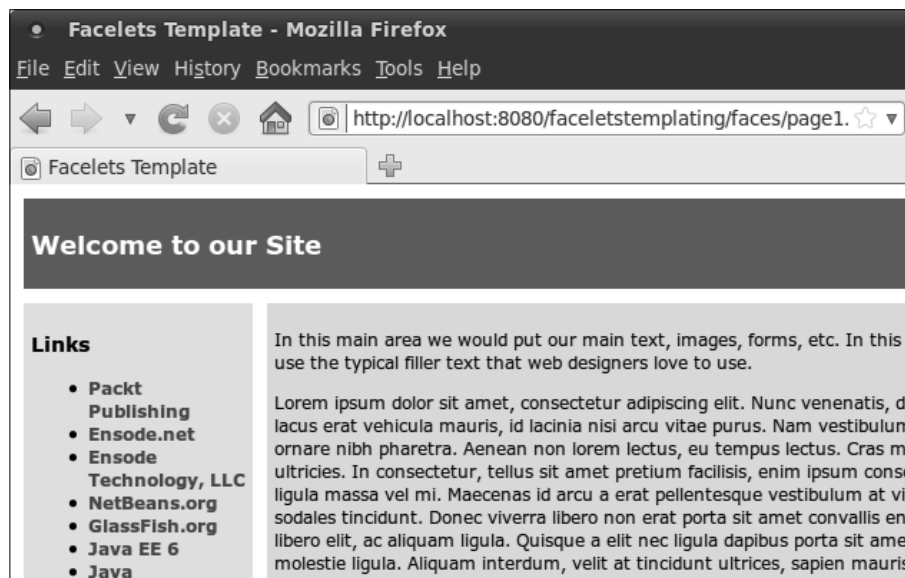 Facelets Template - Mozilla Firefox
File Edit View History Bookmarks Tools Help
http://localhost:8080/faceletstemplating/faces/page1.
Facelets Template
Welcome to our Site
Links
Packt
Publishing
Ensode.net
Ensode
Technology, LLC
NetBeans.org
GlassFish.org
Java EE 6
Java
In this main area we would put our main text, images, forms, etc. In this
use the typical filler text that web designers love to use.
Lorem ipsum dolor sit amet, consectetur adipiscing elit. Nunc venenatis, d
lacus erat vehicula mauris, id lacinia nisi arcu vitae purus. Nam vestibulum
ornare nibh pharetra. Aenean non lorem lectus, eu tempus lectus. Cras m
ultricies. In consectetur, tellus sit amet pretium facilisis, enim ipsum conse
ligula massa vel mi. Maecenas id arcu a erat pellentesque vestibulum at vi
sodales tincidunt. Donec viverra libero non erat porta sit amet convallis en
libero elit, ac aliquam ligula. Quisque a elit nec ligula dapibus porta sit ame
molestie ligula. Aliquam interdum, velit at tincidunt ultrices, sapien mauris